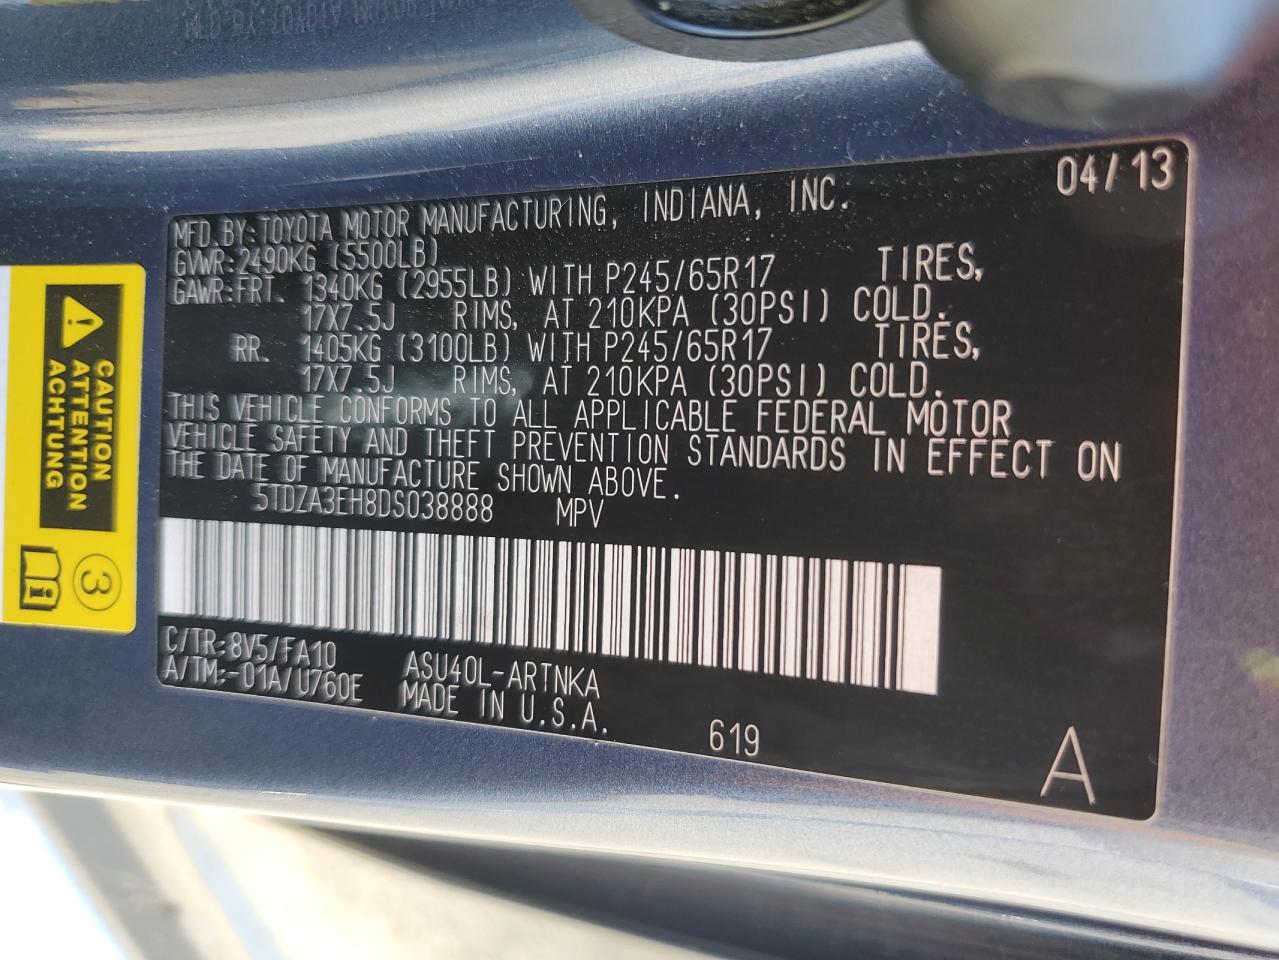 04/13
MFD.BY:TOYOTA MOTOR MANUFACTURING, INDIANA, INC.
GVWR:2490KG (5500LB)
GAWR:FRT. 1340KG (2955LB) WITH P245/65R17 TIRES,
17X7.5J RIMS, AT 210KPA (30PSI) COLD.
RR. 1405KG (3100LB) WITH P245/65R17 TIRES,
17X7.5J RIMS, AT 210KPA (30PSI) COLD.
THIS VEHICLE CONFORMS TO ALL APPLICABLE FEDERAL MOTOR
VEHICLE SAFETY AND THEFT PREVENTION STANDARDS IN EFFECT ON
THE DATE OF MANUFACTURE SHOWN ABOVE.
5TDZA3EH8DS038888 MPV
C/TR:8V5/FA10 ASU40L-ARTNKA
A/TM:-01A/U760E MADE IN U.S.A.
619
A
CAUTION
ATTENTION
ACHTUNG
3